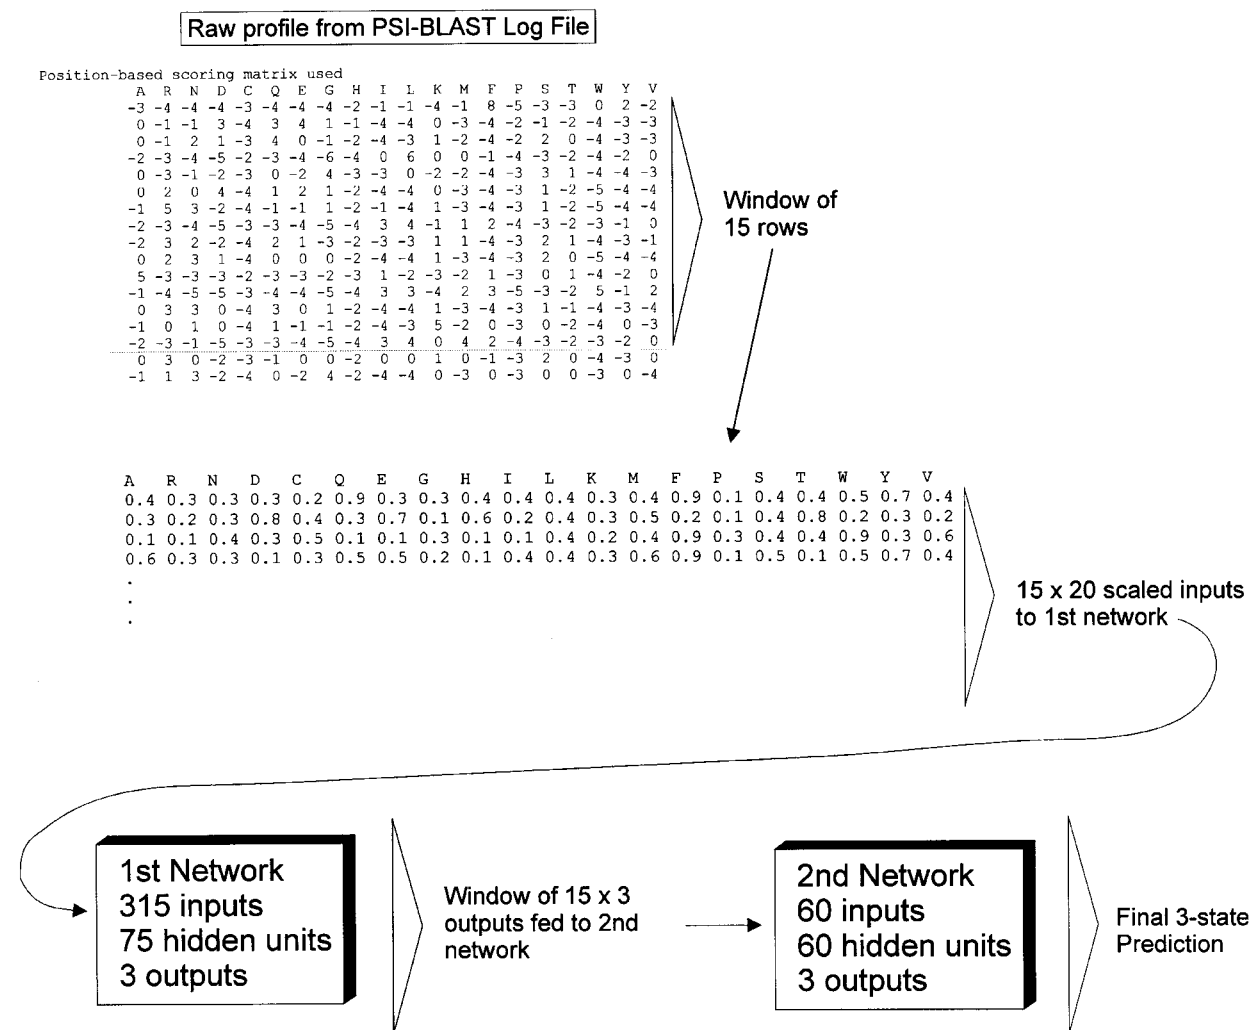 Raw profile from PSI-BLAST Log File
Position-based scoring matrix used
A R N D C Q E G H I L K M F P S T W Y V
-3 -4 -4 -4 -3 -4 -4 -4 -2 -1 -1 -4 -1 8 -5 -3 -3 0 2 -2
0 -1 -1 3 -4 3 4 1 -1 -4 -4 0 -3 -4 -2 -1 -2 -4 -3 -3
0 -1 2 1 -3 4 0 -1 -2 -4 -3 1 -2 -4 -2 2 0 -4 -3 -3
-2 -3 -4 -5 -2 -3 -4 -6 -4 0 6 0 0 -1 -4 -3 -2 -4 -2 0
0 -3 -1 -2 -3 0 -2 4 -3 -3 0 -2 -2 -4 -3 3 1 -4 -4 -3
0 2 0 4 -4 1 2 1 -2 -4 -4 0 -3 -4 -3 1 -2 -5 -4 -4
-1 5 3 -2 -4 -1 -1 1 -2 -1 -4 1 -3 -4 -3 1 -2 -5 -4 -4
-2 -3 -4 -5 -3 -3 -4 -5 -4 3 4 -1 1 2 -4 -3 -2 -3 -1 0
-2 3 2 -2 -4 2 1 -3 -2 -3 -3 1 1 -4 -3 2 1 -4 -3 -1
0 2 3 1 -4 0 0 0 -2 -4 -4 1 -3 -4 -3 2 0 -5 -4 -4
5 -3 -3 -3 -2 -3 -3 -2 -3 1 -2 -3 -2 1 -3 0 1 -4 -2 0
-1 -4 -5 -5 -3 -4 -4 -5 -4 3 3 -4 2 3 -5 -3 -2 5 -1 2
0 3 3 0 -4 3 0 1 -2 -4 -4 1 -3 -4 -3 1 -1 -4 -3 -4
-1 0 1 0 -4 1 -1 -1 -2 -4 -3 5 -2 0 -3 0 -2 -4 0 -3
-2 -3 -1 -5 -3 -3 -4 -5 -4 3 4 0 4 2 -4 -3 -2 -3 -2 0
0 3 0 -2 -3 -1 0 0 -2 0 0 1 0 -1 -3 2 0 -4 -3 0
-1 1 3 -2 -4 0 -2 4 -2 -4 -4 0 -3 0 -3 0 0 -3 0 -4
Window of
15 rows
A R N D C Q E G H I L K M F P S T W Y V
0.4 0.3 0.3 0.3 0.2 0.9 0.3 0.3 0.4 0.4 0.4 0.3 0.4 0.9 0.1 0.4 0.4 0.5 0.7 0.4
0.3 0.2 0.3 0.8 0.4 0.3 0.7 0.1 0.6 0.2 0.4 0.3 0.5 0.2 0.1 0.4 0.8 0.2 0.3 0.2
0.1 0.1 0.4 0.3 0.5 0.1 0.1 0.3 0.1 0.1 0.4 0.2 0.4 0.9 0.3 0.4 0.4 0.9 0.3 0.6
0.6 0.3 0.3 0.1 0.3 0.5 0.5 0.2 0.1 0.4 0.4 0.3 0.6 0.9 0.1 0.5 0.1 0.5 0.7 0.4
.
.
.
15 x 20 scaled inputs
to 1st network
1st Network
315 inputs
75 hidden units
3 outputs
Window of 15 x 3
outputs fed to 2nd
network
2nd Network
60 inputs
60 hidden units
3 outputs
Final 3-state
Prediction